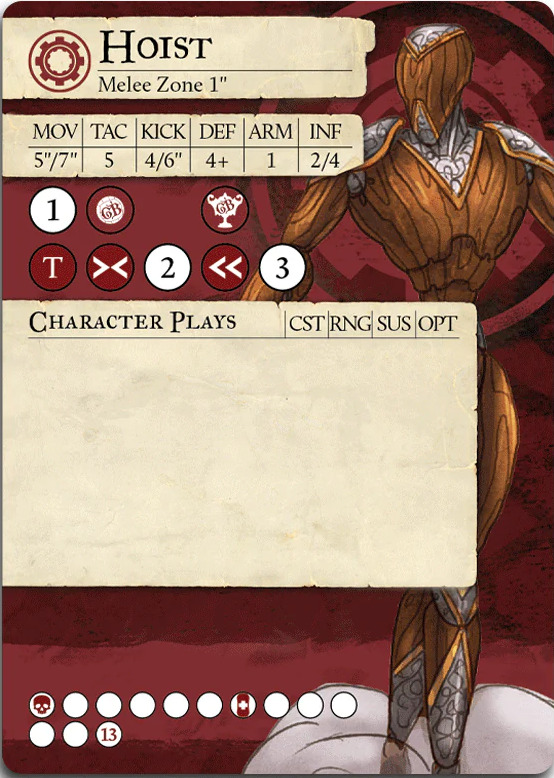 Hoist
Melee Zone 1"
MOV TAC KICK DEF ARM INF
5"/7" 5 4/6" 4+ 1 2/4
1 GB GB
T >< 2 << 3
Character Plays CST RNG SUS OPT
13